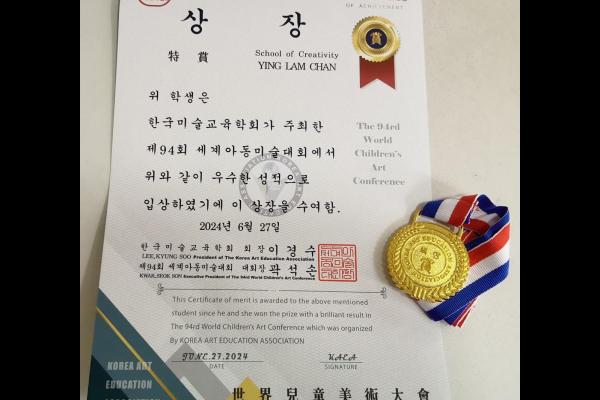 OF ACHIEVEMENT
상 장
特 賞
School of Creativity
YING LAM CHAN
賞
위 학생은
한국미술교육학회가 주최한
제94회 세계아동미술대회에서
위와 같이 우수한 성적으로
입상하였기에 이 상장을 수여함.
The 94rd
World
Children's
Art
Conference
2024년 6월 27일
한국미술교육학회 회장 이경수
LEE, KYUNG SOO President of The Korea Art Education Association
제94회 세계아동미술대회 대회장 곽석손
KWAK, SEOK SON Executive President of The 94rd World Children's Art Conference
This Certificate of merit is awarded to the above mentioned
student since he and she won the prize with a brilliant result in
The 94rd World Children's Art Conference which was organized
By KOREA ART EDUCATION ASSOCIATION
JUNE.27.2024
DATE
KAEA
SIGNATURE
KOREA ART
EDUCATION
ASSOCIATION
世界兒童美術大會